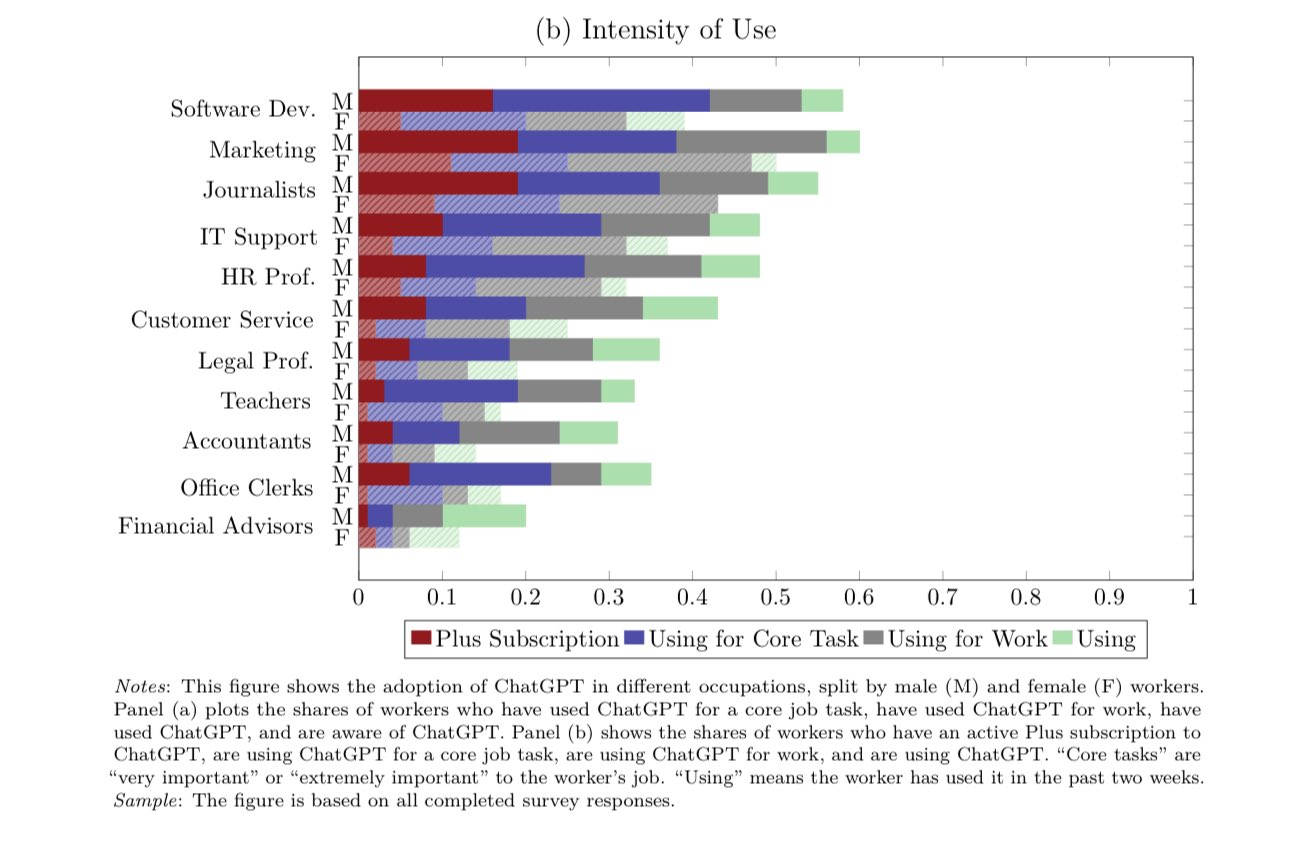 (b) Intensity of Use
Software Dev.
M
F
Marketing
M
F
Journalists
M
F
IT Support
M
F
HR Prof.
M
F
Customer Service
M
F
Legal Prof.
M
F
Teachers
M
F
Accountants
M
F
Office Clerks
M
F
Financial Advisors
M
F
0 0.1 0.2 0.3 0.4 0.5 0.6 0.7 0.8 0.9 1
Plus Subscription Using for Core Task Using for Work Using
Notes: This figure shows the adoption of ChatGPT in different occupations, split by male (M) and female (F) workers.
Panel (a) plots the shares of workers who have used ChatGPT for a core job task, have used ChatGPT for work, have
used ChatGPT, and are aware of ChatGPT. Panel (b) shows the shares of workers who have an active Plus subscription to
ChatGPT, are using ChatGPT for a core job task, are using ChatGPT for work, and are using ChatGPT. “Core tasks” are
“very important” or “extremely important” to the worker’s job. “Using” means the worker has used it in the past two weeks.
Sample: The figure is based on all completed survey responses.